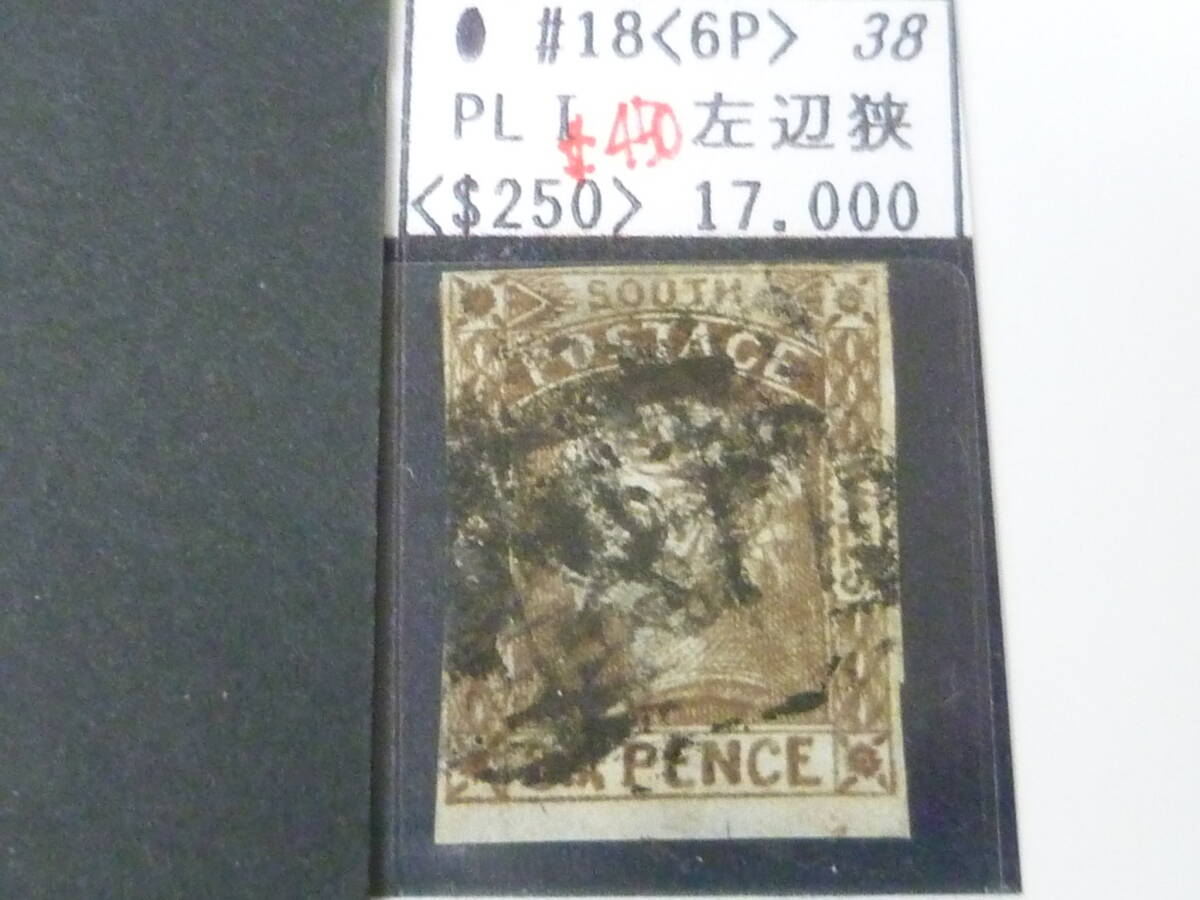 #18<6P> 38
PL I $450 左辺狭
<$250> 17.000
SOUTH
POSTAGE
PENCE